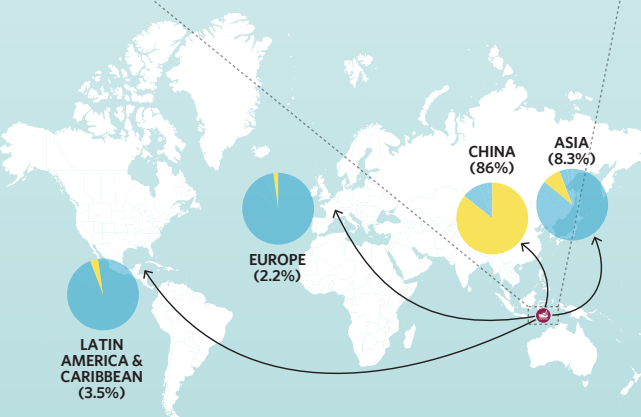 CHINA
(86%)
ASIA
(8.3%)
EUROPE
(2.2%)
LATIN
AMERICA &
CARIBBEAN
(3.5%)